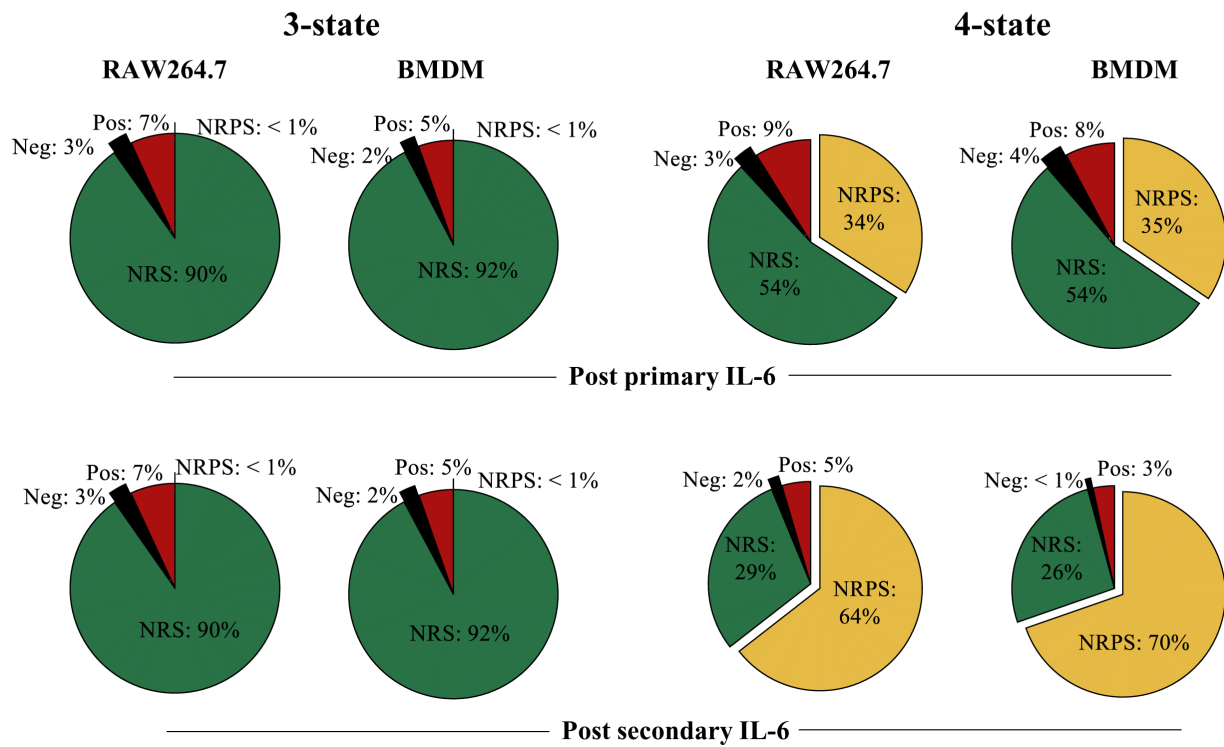 3-state
4-state
RAW264.7
BMDM
RAW264.7
BMDM
Pos: 7%
NRPS: < 1%
Neg: 3%
NRS: 90%
Pos: 5%
NRPS: < 1%
Neg: 2%
NRS: 92%
Pos: 9%
Neg: 3%
NRPS:
34%
NRS:
54%
Pos: 8%
Neg: 4%
NRPS:
35%
NRS:
54%
Post primary IL-6
Pos: 7%
NRPS: < 1%
Neg: 3%
NRS: 90%
Pos: 5%
NRPS: < 1%
Neg: 2%
NRS: 92%
Pos: 5%
Neg: 2%
NRS:
29%
NRPS:
64%
Pos: 3%
Neg: < 1%
NRS:
26%
NRPS: 70%
Post secondary IL-6